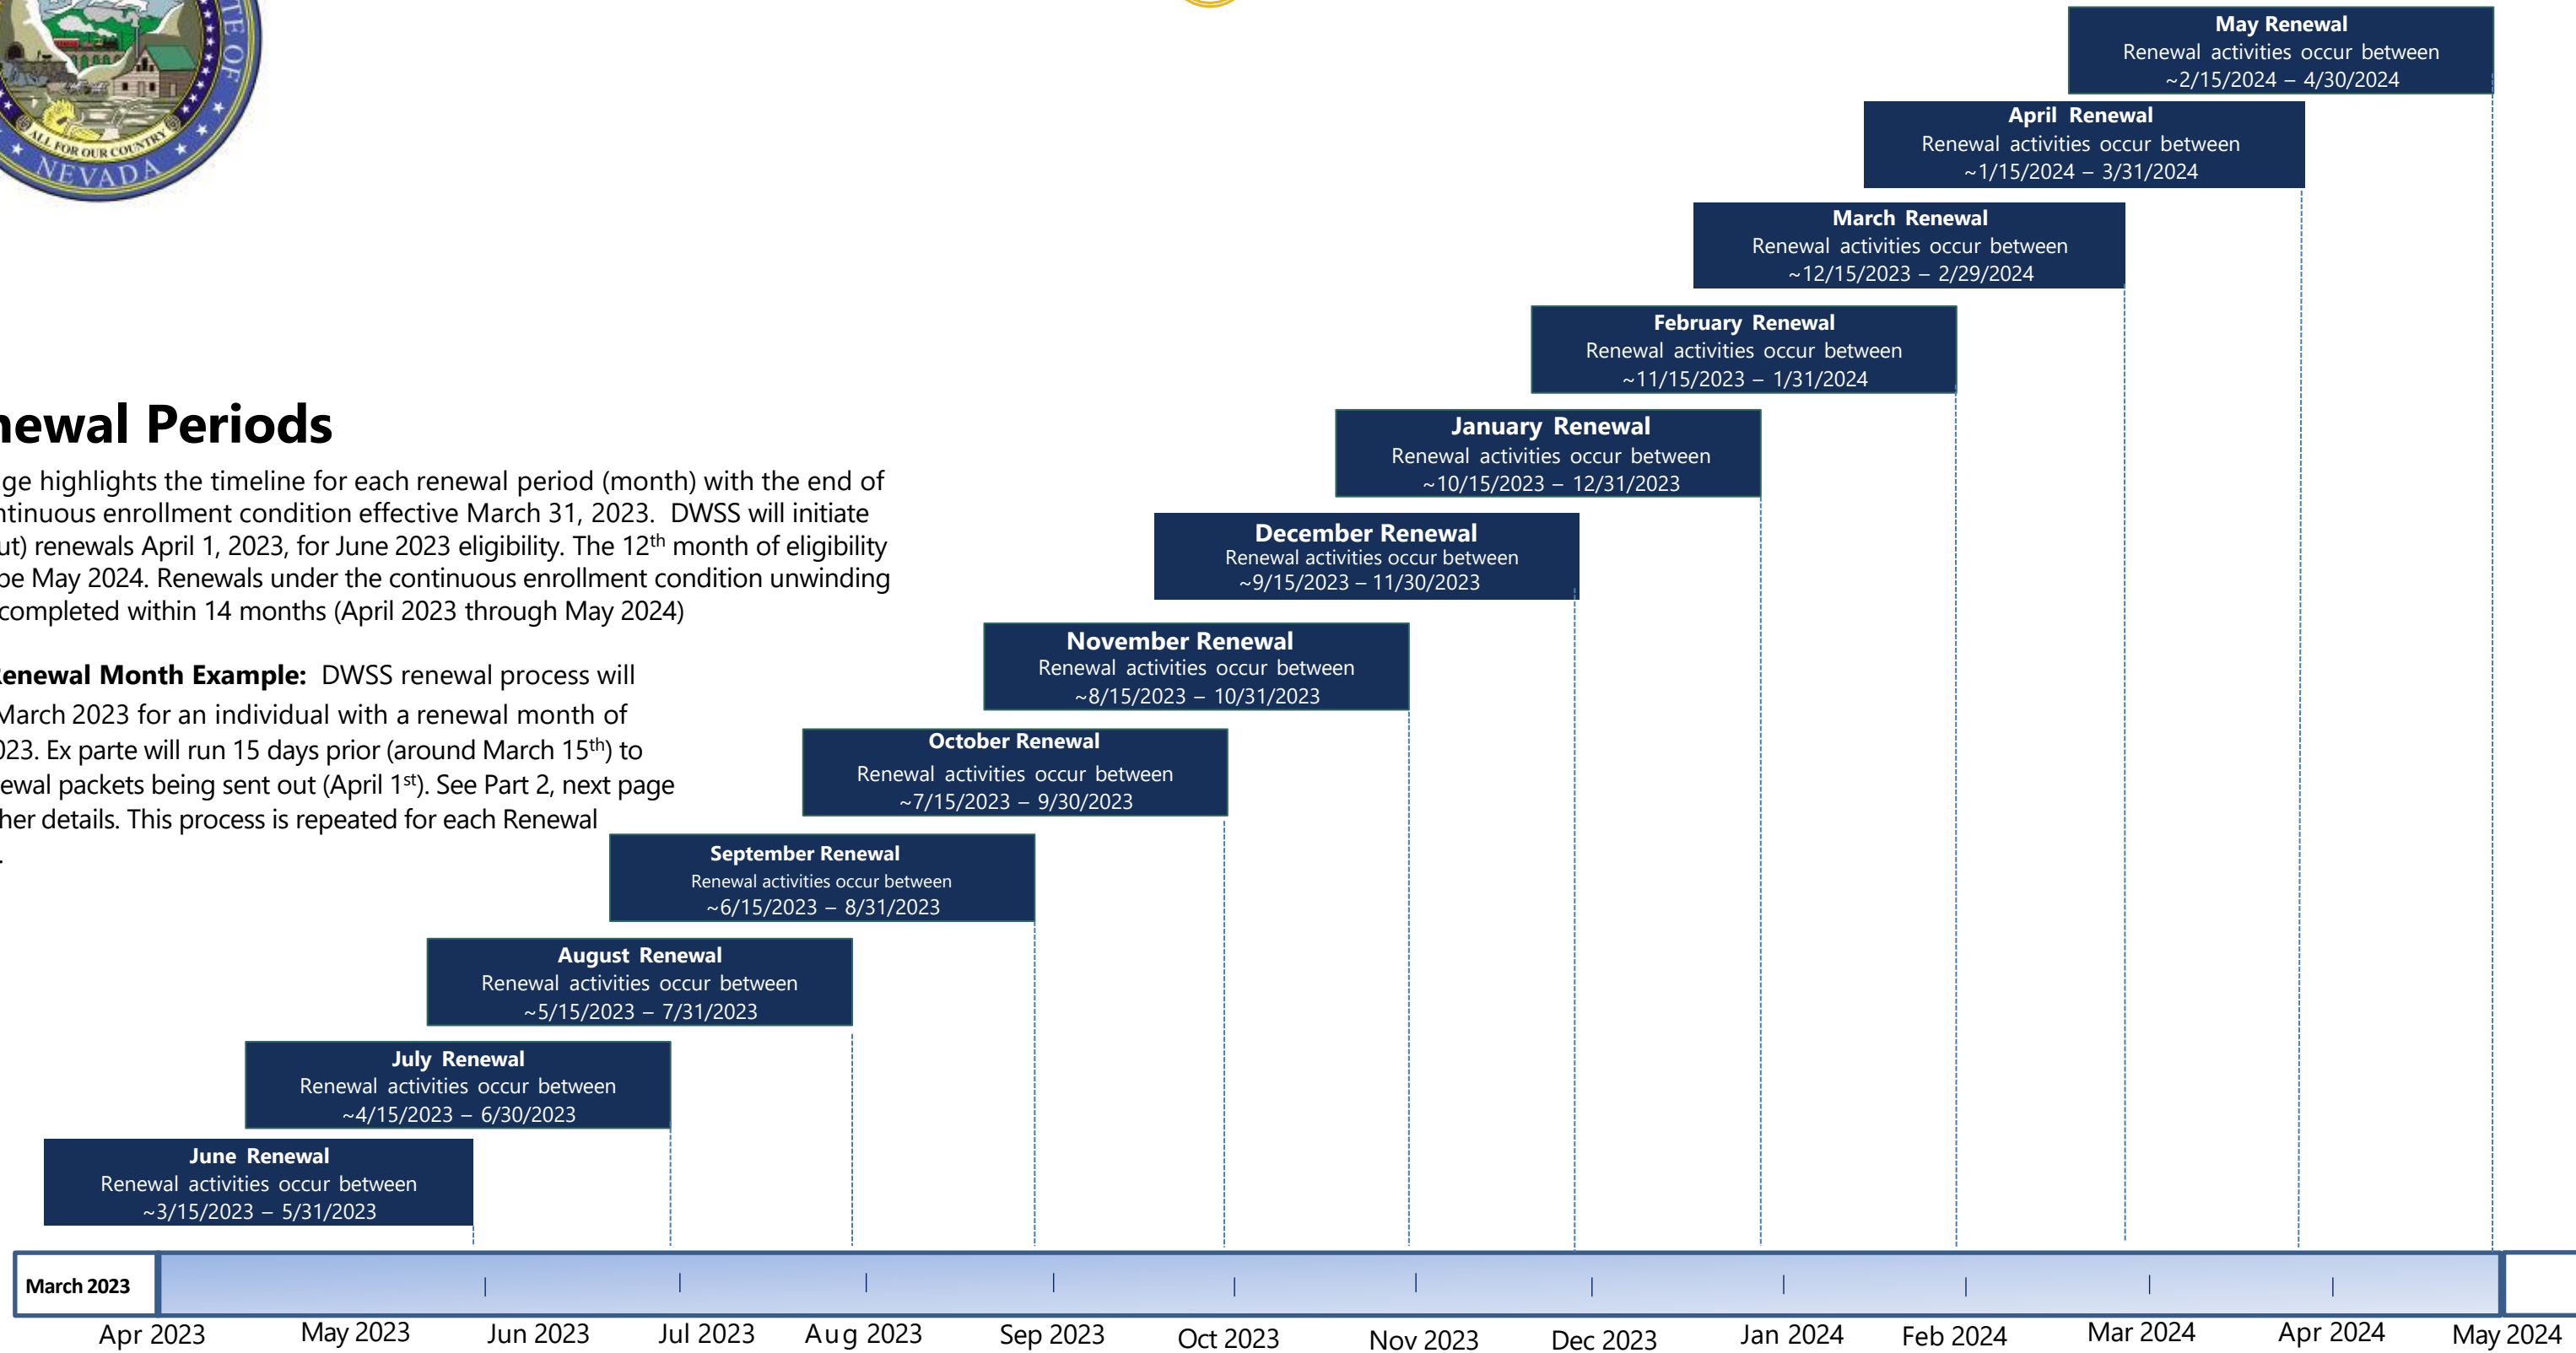 TE OF
ALL FOR OUR COUNTRY
NEVADA
May Renewal
Renewal activities occur between
~2/15/2024 – 4/30/2024
April Renewal
Renewal activities occur between
~1/15/2024 – 3/31/2024
March Renewal
Renewal activities occur between
~12/15/2023 – 2/29/2024
February Renewal
Renewal activities occur between
~11/15/2023 – 1/31/2024
newal Periods
ge highlights the timeline for each renewal period (month) with the end of
ntinuous enrollment condition effective March 31, 2023. DWSS will initiate
ut) renewals April 1, 2023, for June 2023 eligibility. The 12th month of eligibility
be May 2024. Renewals under the continuous enrollment condition unwinding
completed within 14 months (April 2023 through May 2024)
Renewal Month Example: DWSS renewal process will
March 2023 for an individual with a renewal month of
023. Ex parte will run 15 days prior (around March 15th) to
ewal packets being sent out (April 1st). See Part 2, next page
her details. This process is repeated for each Renewal
.
January Renewal
Renewal activities occur between
~10/15/2023 – 12/31/2023
December Renewal
Renewal activities occur between
~9/15/2023 – 11/30/2023
November Renewal
Renewal activities occur between
~8/15/2023 – 10/31/2023
October Renewal
Renewal activities occur between
~7/15/2023 – 9/30/2023
September Renewal
Renewal activities occur between
~6/15/2023 – 8/31/2023
August Renewal
Renewal activities occur between
~5/15/2023 – 7/31/2023
July Renewal
Renewal activities occur between
~4/15/2023 – 6/30/2023
June Renewal
Renewal activities occur between
~3/15/2023 – 5/31/2023
March 2023
Apr 2023 May 2023 Jun 2023 Jul 2023 Aug 2023 Sep 2023 Oct 2023 Nov 2023 Dec 2023 Jan 2024 Feb 2024 Mar 2024 Apr 2024 May 2024